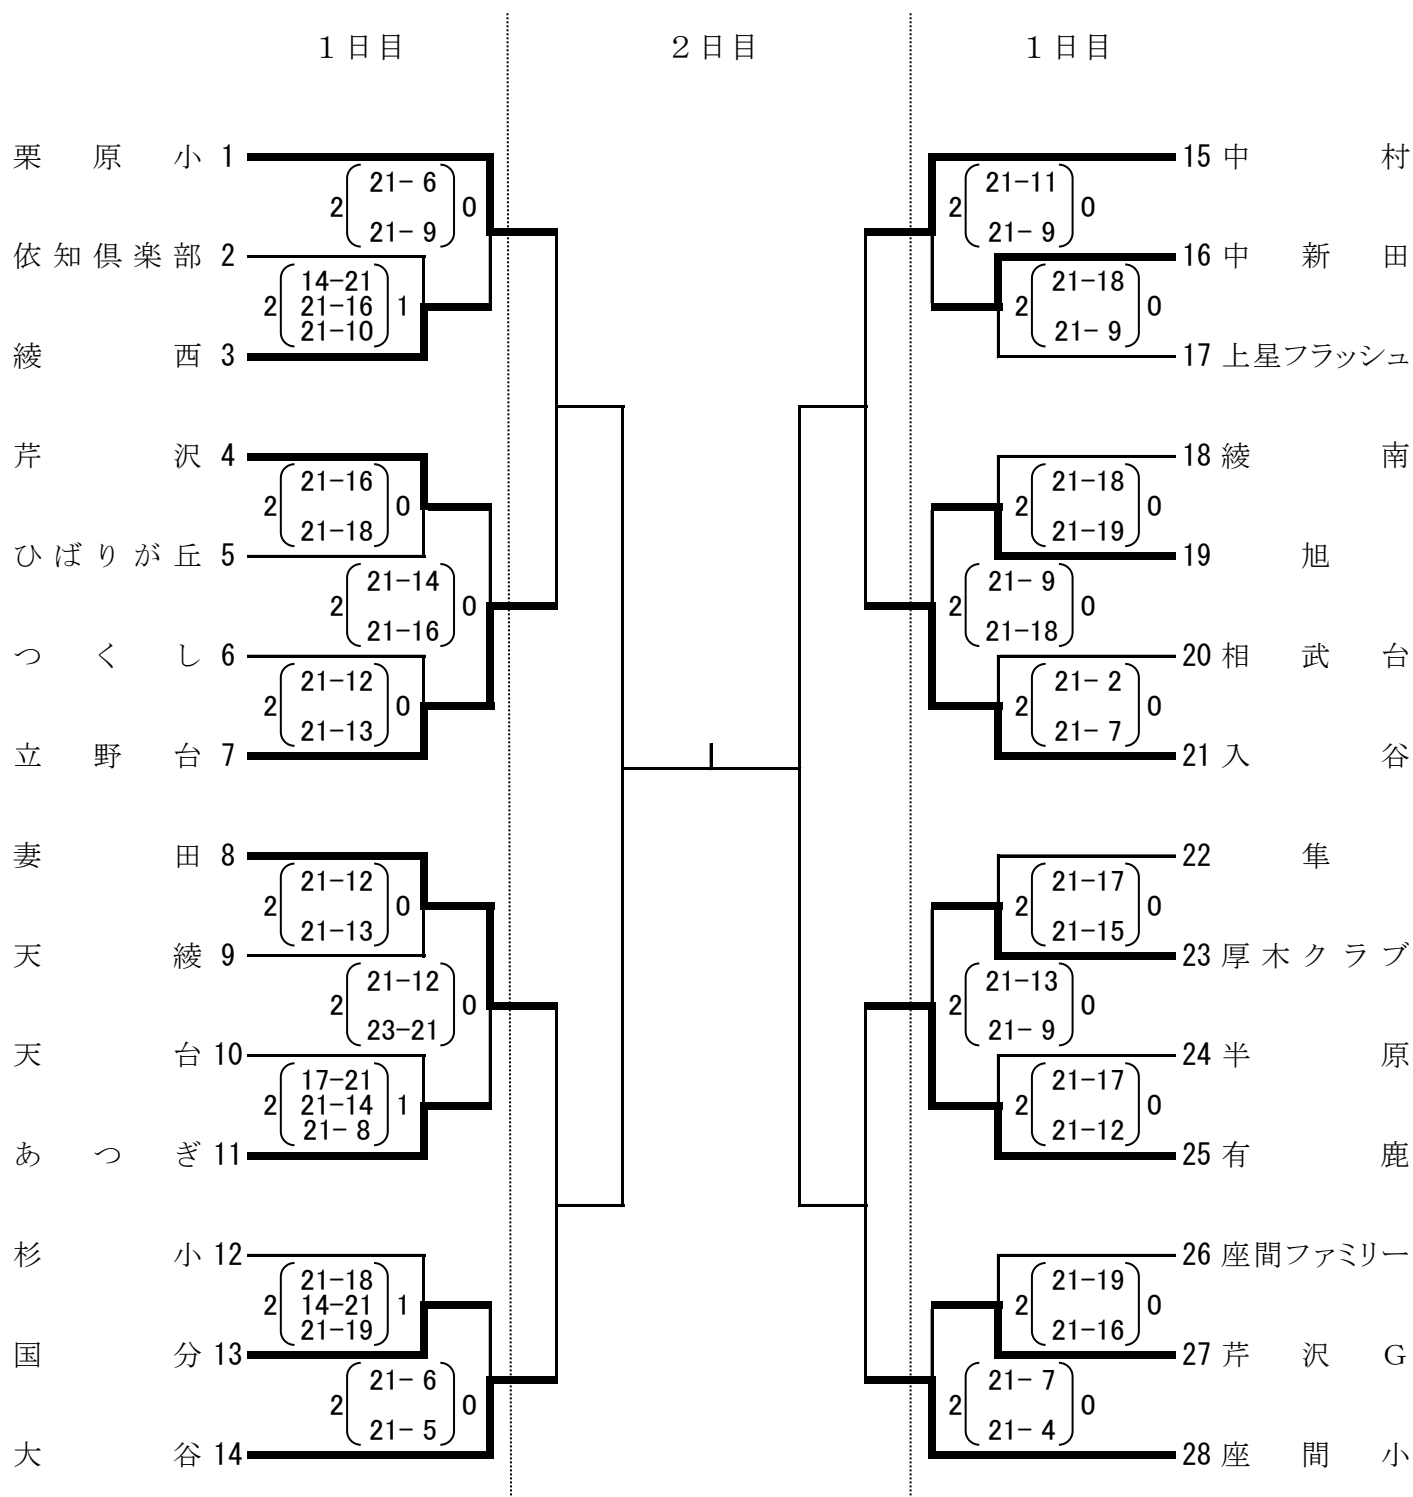 １日目 ２日目 １日目
栗原小 1 15 中村
21- 6 21-11
2 0 2 0
21- 9 21- 9
依知倶楽部 2 16 中新田
14-21 21-18
2 21-16 1 2 0
21-10 21- 9
綾西 3 17 上星フラッシュ
芹沢 4 18 綾南
21-16 21-18
2 0 2 0
21-18 21-19
ひばりが丘 5 19 旭
21-14 21- 9
2 0 2 0
21-16 21-18
つくし 6 20 相武台
21-12 21- 2
2 0 2 0
21-13 21- 7
立野台 7 21 入谷
妻田 8 22 隼
21-12 21-17
2 0 2 0
21-13 21-15
天綾 9 23 厚木クラブ
21-12 21-13
2 0 2 0
23-21 21- 9
天台 10 24 半原
17-21 21-17
2 21-14 1 2 0
21- 8 21-12
あつぎ 11 25 有鹿
杉小 12 26 座間ファミリー
21-18 21-19
2 14-21 1 2 0
21-19 21-16
国分 13 27 芹沢Ｇ
21- 6 21- 7
2 0 2 0
21- 5 21- 4
大谷 14 28 座間小